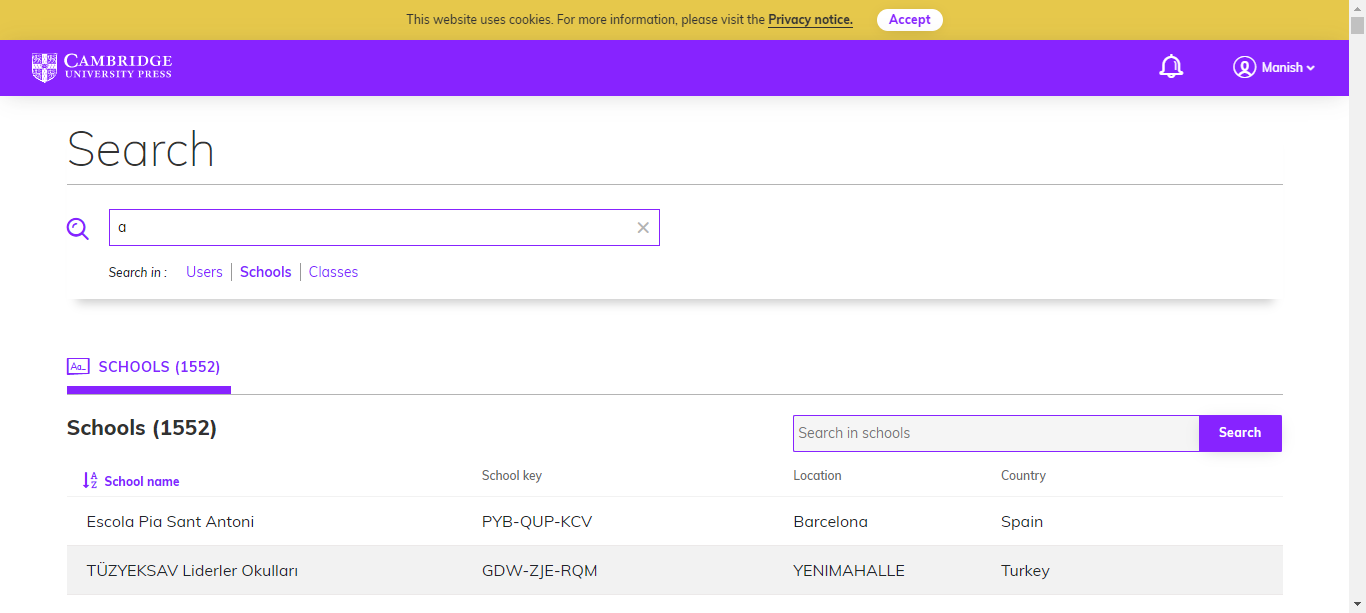 This website uses cookies. For more information, please visit the Privacy notice. Accept
CAMBRIDGE
UNIVERSITY PRESS
Manish
Search
a
Search in : Users Schools Classes
Aa_ SCHOOLS (1552)
Schools (1552)
Search in schools Search
A
Z
School name School key Location Country
Escola Pia Sant Antoni PYB-QUP-KCV Barcelona Spain
TÜZYEKSAV Liderler Okulları GDW-ZJE-RQM YENIMAHALLE Turkey